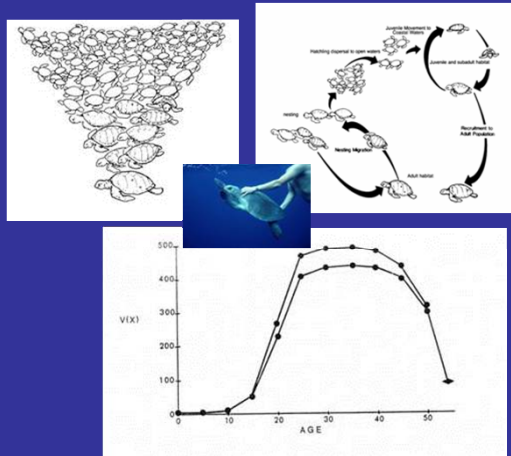 Juvenile Movement to
Coastal Waters
Hatchling dispersal to open waters
Juvenile and subadult habitat
nesting
Recruitment to
Adult Population
Nesting Migration
Adult habitat
500
400
300
200
100
0
V(X)
0 10 20 30 40 50
AGE